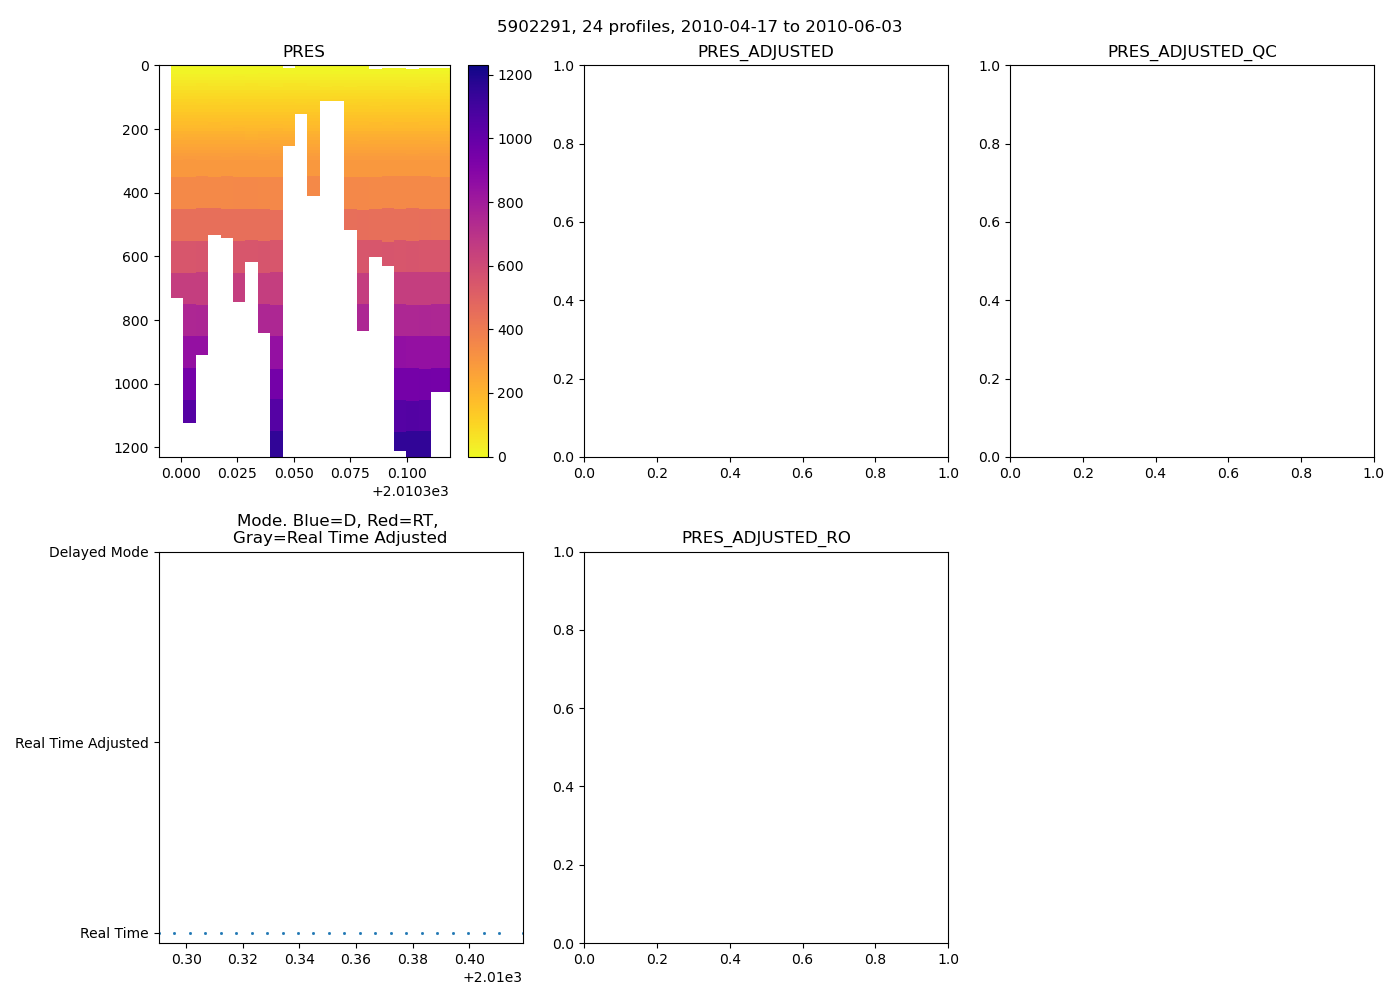 5902291, 24 profiles, 2010-04-17 to 2010-06-03
PRES
0
200
400
600
800
1000
1200
0.000 0.025 0.050 0.075 0.100
+2.0103e3
1200
1000
800
600
400
200
0
PRES_ADJUSTED
1.0
0.8
0.6
0.4
0.2
0.0
0.0 0.2 0.4 0.6 0.8 1.0
PRES_ADJUSTED_QC
1.0
0.8
0.6
0.4
0.2
0.0
0.0 0.2 0.4 0.6 0.8 1.0
Mode. Blue=D, Red=RT,
Gray=Real Time Adjusted
Delayed Mode
Real Time Adjusted
Real Time
0.30 0.32 0.34 0.36 0.38 0.40
+2.01e3
PRES_ADJUSTED_RO
1.0
0.8
0.6
0.4
0.2
0.0
0.0 0.2 0.4 0.6 0.8 1.0